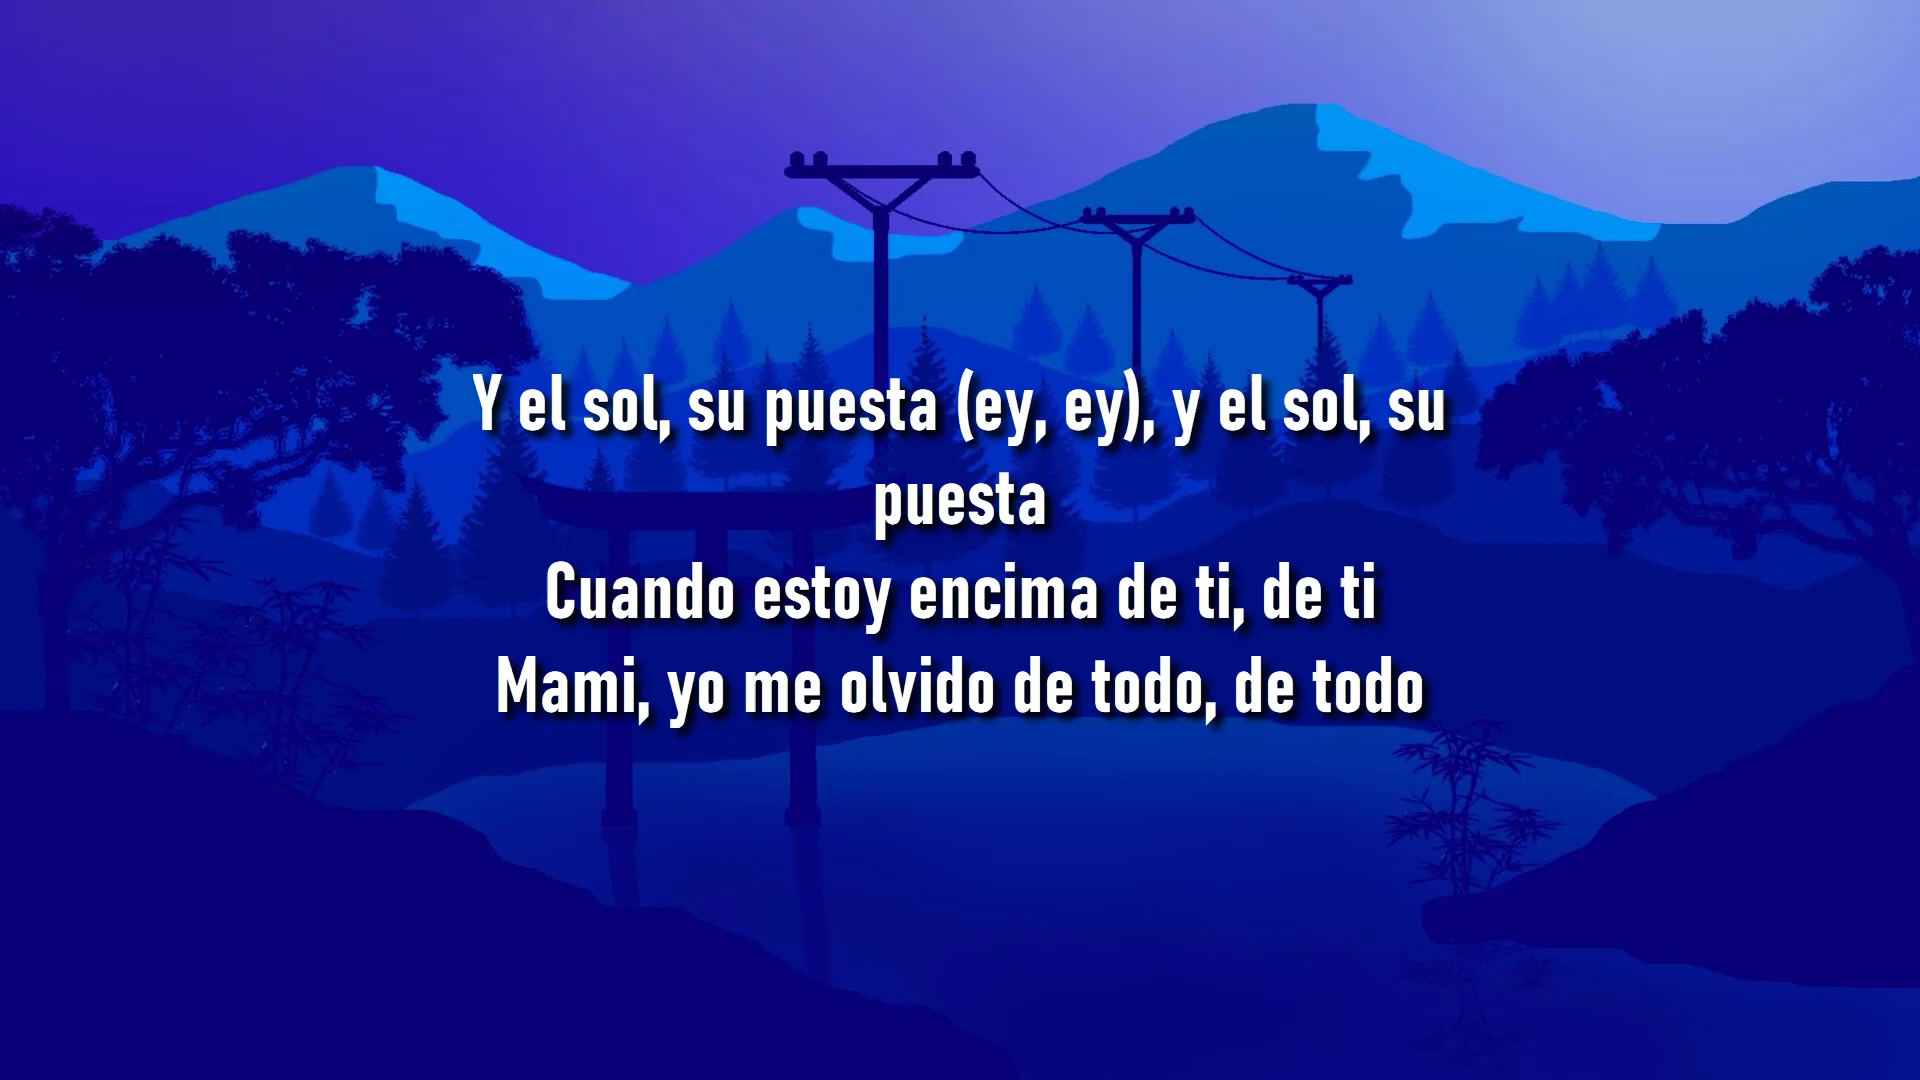 Y el sol, su puesta (ey, ey), y el sol, su
puesta
Cuando estoy encima de ti, de ti
Mami, yo me olvido de todo, de todo